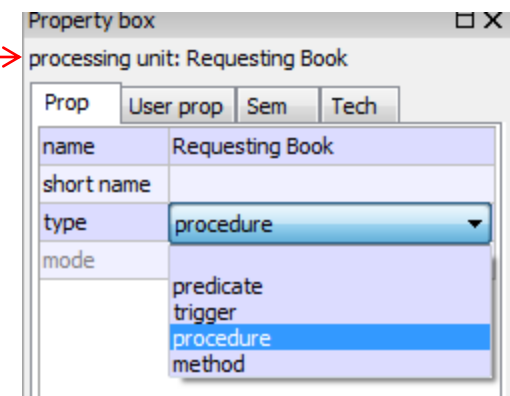 Property box
processing unit: Requesting Book
Prop User prop Sem Tech
name Requesting Book
short name
type procedure
mode
predicate
trigger
procedure
method